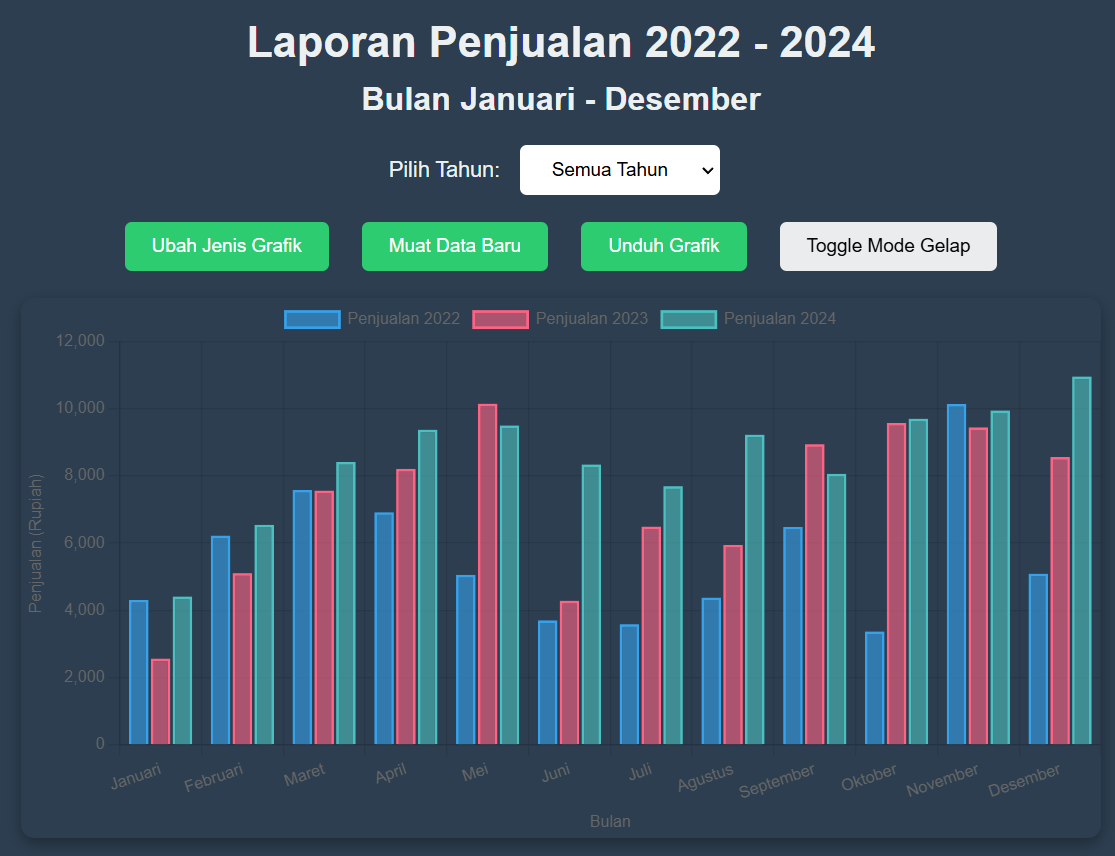 Laporan Penjualan 2022 - 2024
Bulan Januari - Desember
Pilih Tahun: Semua Tahun
Ubah Jenis Grafik Muat Data Baru Unduh Grafik Toggle Mode Gelap
Penjualan 2022 Penjualan 2023 Penjualan 2024
Penjualan (Rupiah)
12,000
10,000
8,000
6,000
4,000
2,000
0
Januari Februari Maret April Mei Juni Juli Agustus September Oktober November Desember
Bulan